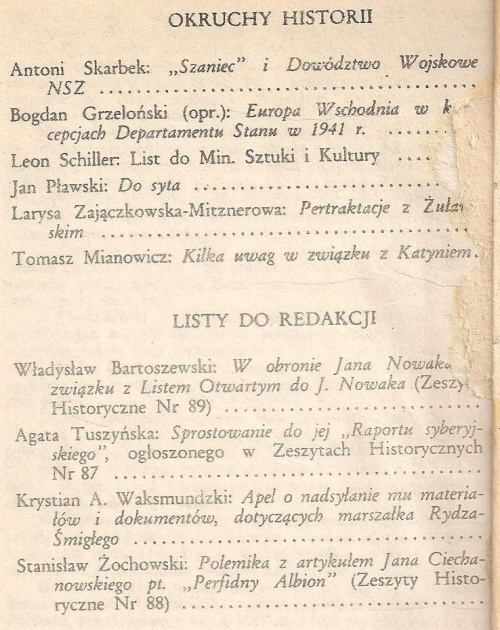 OKRUCHY HISTORII
Antoni Skarbek: „Szaniec” i Dowództwo Wojskowe
NSZ ........................................
Bogdan Grzeloński (opr.): Europa Wschodnia w k
cepcjach Departamentu Stanu w 1941 r. ........
Leon Schiller: List do Min. Sztuki i Kultury ....
Jan Pławski: Do syta ............................
Larysa Zajączkowska-Mitznerowa: Pertraktacje z Żuła
skim ........................................
Tomasz Mianowicz: Kilka uwag w związku z Katyniem.
LISTY DO REDAKCJI
Władysław Bartoszewski: W obronie Jana Nowaka
związku z Listem Otwartym do J. Nowaka (Zeszyty
Historyczne Nr 89) ..........................
Agata Tuszyńska: Sprostowanie do jej „Raportu syberyj-
skiego”, ogłoszonego w Zeszytach Historycznych
Nr 87 ........................................
Krystian A. Waksmundzki: Apel o nadsyłanie mu materia-
łów i dokumentów, dotyczących marszałka Rydza-
Śmigłego ....................................
Stanisław Żochowski: Polemika z artykułem Jana Ciecha-
nowskiego pt. „Perfidny Albion” (Zeszyty Histo-
ryczne Nr 88) ................................